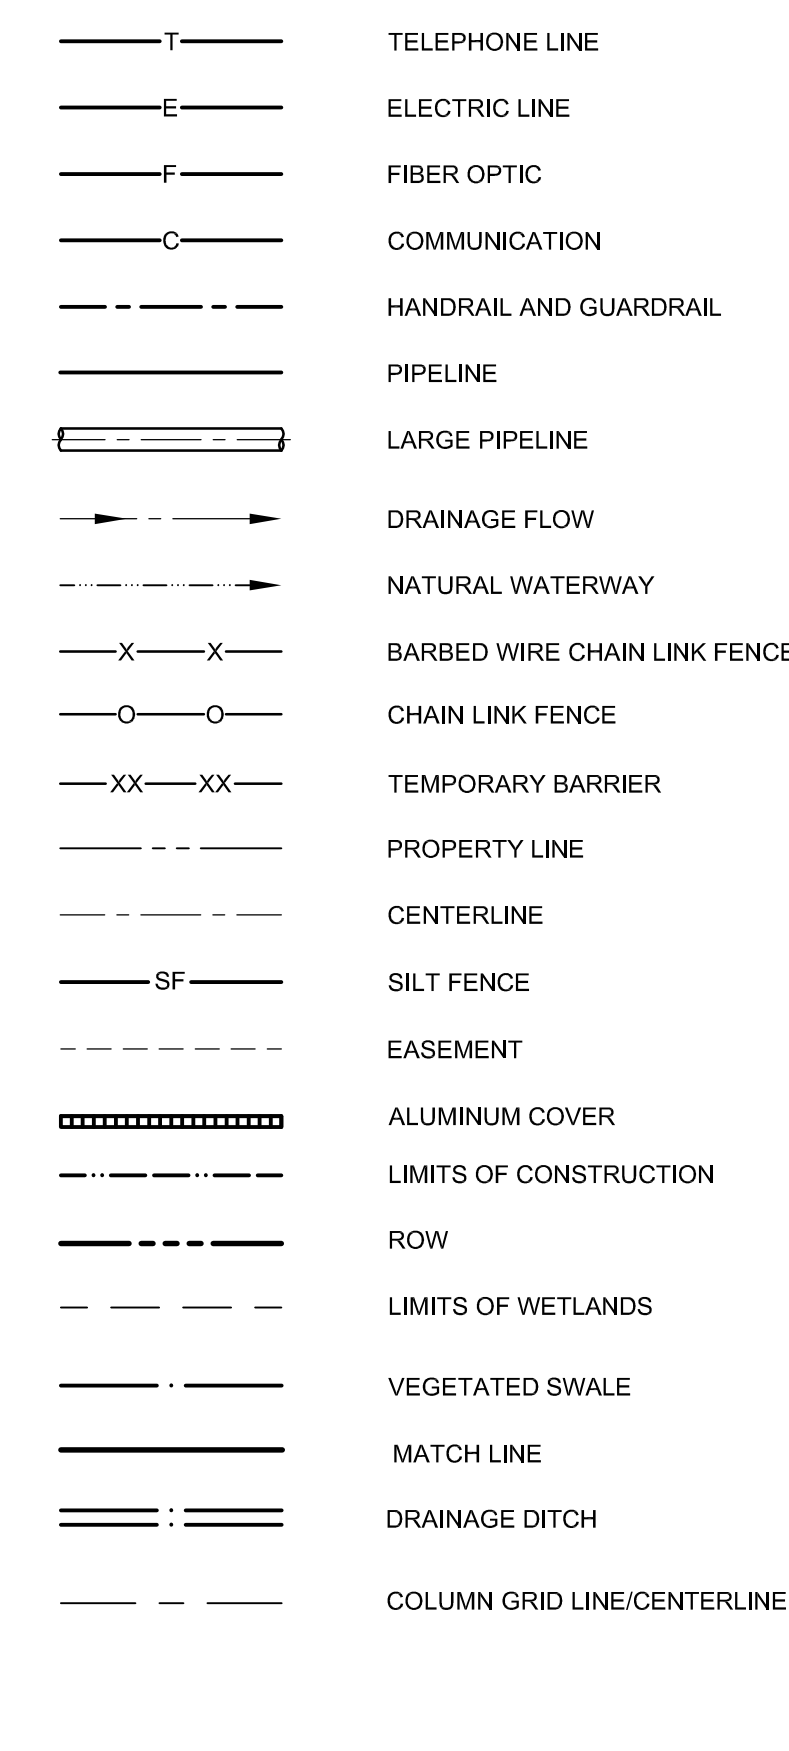 T TELEPHONE LINE
E ELECTRIC LINE
F FIBER OPTIC
C COMMUNICATION
HANDRAIL AND GUARDRAIL
PIPELINE
LARGE PIPELINE
DRAINAGE FLOW
NATURAL WATERWAY
X X BARBED WIRE CHAIN LINK FENCE
O O CHAIN LINK FENCE
XX XX TEMPORARY BARRIER
PROPERTY LINE
CENTERLINE
SF SILT FENCE
EASEMENT
ALUMINUM COVER
LIMITS OF CONSTRUCTION
ROW
LIMITS OF WETLANDS
VEGETATED SWALE
MATCH LINE
DRAINAGE DITCH
COLUMN GRID LINE/CENTERLINE